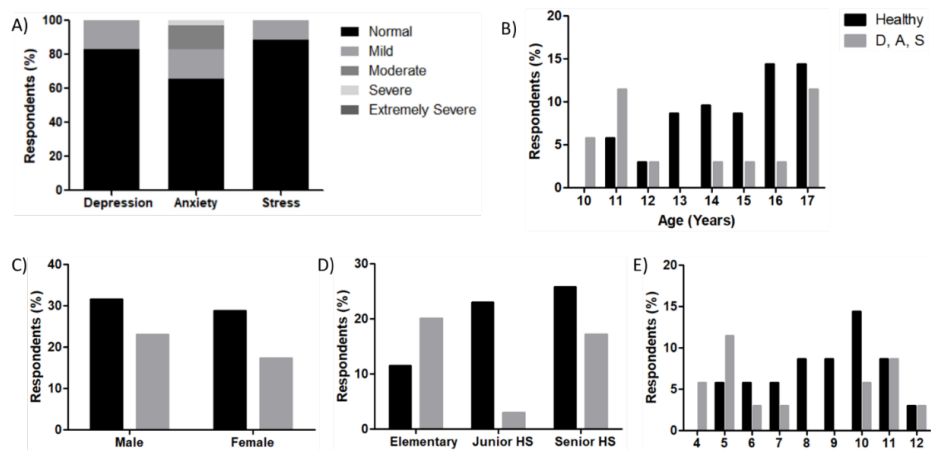 A)
Respondents (%)
100
80
60
40
20
0
Depression Anxiety Stress
Normal
Mild
Moderate
Severe
Extremely Severe
B)
Respondents (%)
20
15
10
5
0
10 11 12 13 14 15 16 17
Age (Years)
Healthy
D, A, S
C)
Respondents (%)
40
30
20
10
0
Male Female
D)
Respondents (%)
30
20
10
0
Elementary Junior HS Senior HS
E)
Respondents (%)
20
15
10
5
0
4 5 6 7 8 9 10 11 12